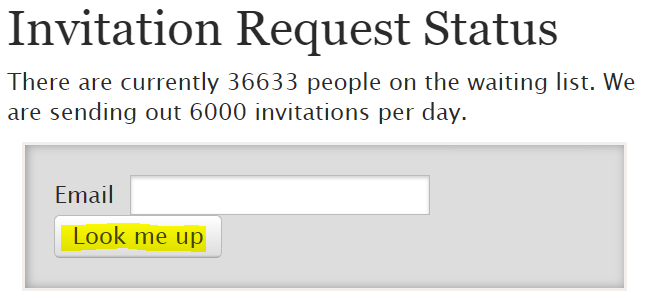 Invitation Request Status
There are currently 36633 people on the waiting list. We
are sending out 6000 invitations per day.
Email
Look me up